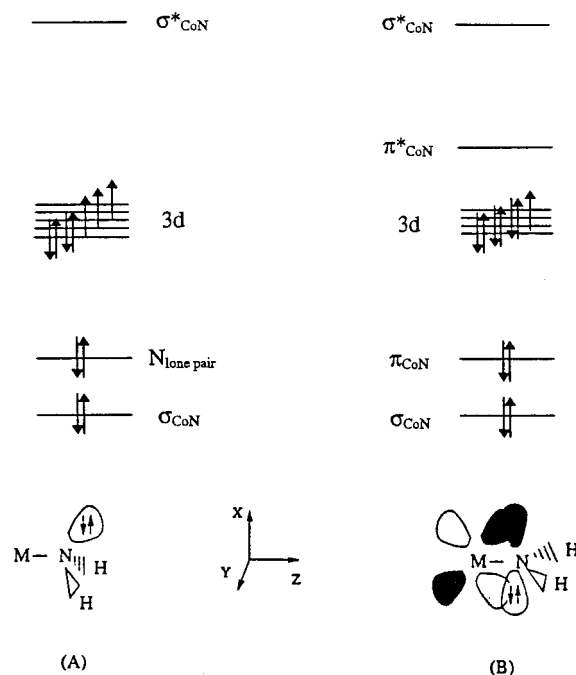 σ*CoN σ*CoN
π*CoN
3d 3d
Nlone pair πCoN
σCoN σCoN
M N H H
X Y Z
M N H H
(A) (B)